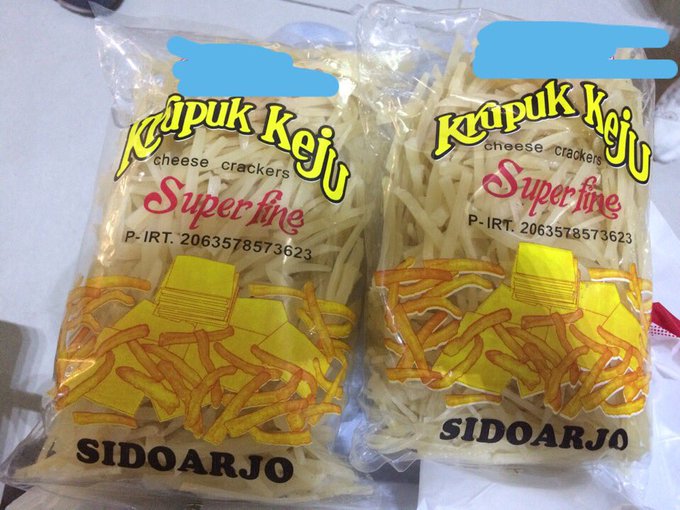 Krupuk Keju
cheese crackers
Superfine
P-IRT. 2063578573623
SIDOARJO
Krupuk Keju
cheese crackers
Superfine
P-IRT. 2063578573623
SIDOARJO